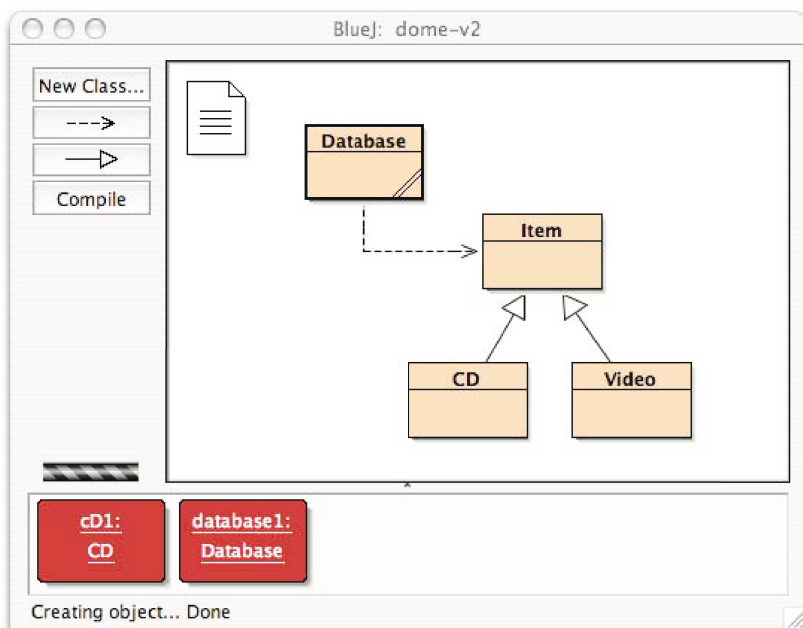 BlueJ: dome-v2
New Class...
Compile
Database
Item
CD
Video
cD1:
CD
database1:
Database
Creating object... Done